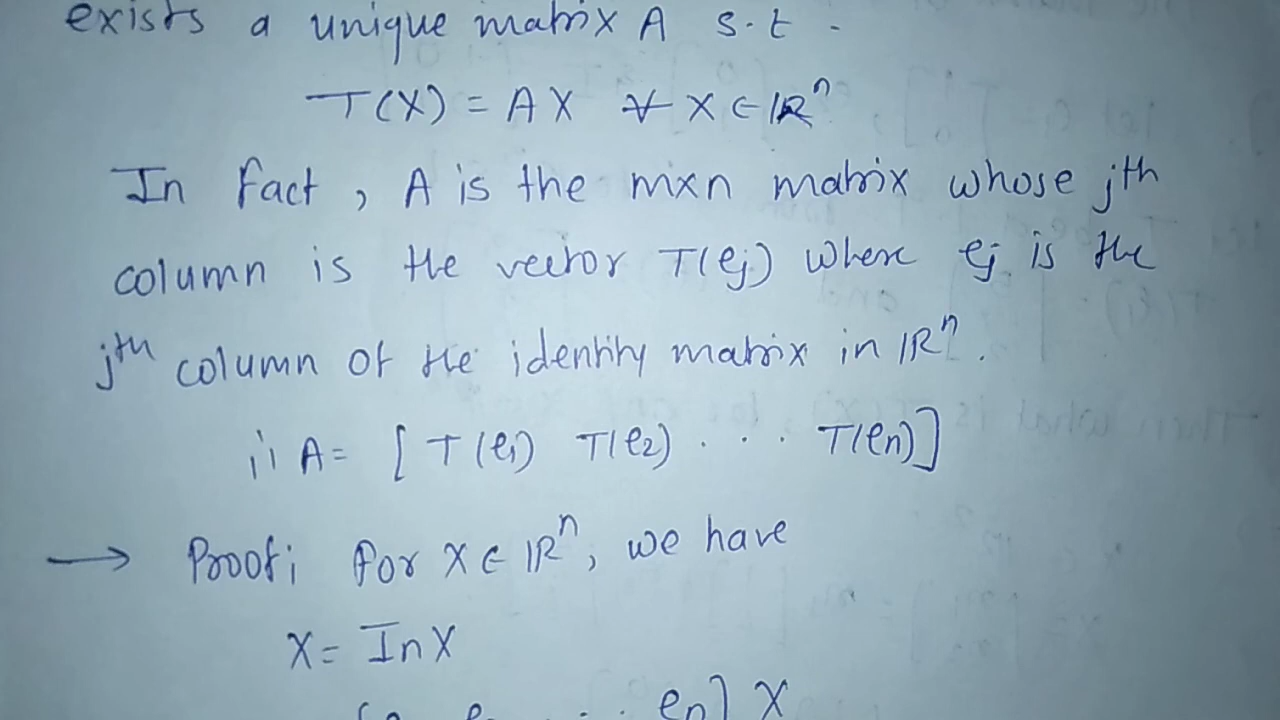 exists a unique matrix A s.t.
T(X) = AX ∀ X ∈ ℝⁿ
In fact, A is the m×n matrix whose jth
column is the vector T(ej) where ej is the
jth column of the identity matrix in ℝⁿ.
ii A = [T(e1) T(e2) . . . T(en)]
→ Proof: for X ∈ ℝⁿ, we have
X = InX
. . . en] X